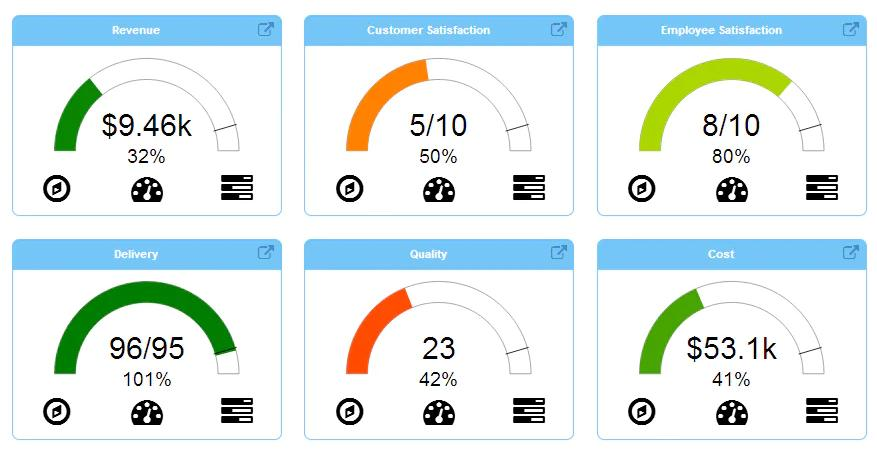 Revenue
$9.46k
32%
Customer Satisfaction
5/10
50%
Employee Satisfaction
8/10
80%
Delivery
96/95
101%
Quality
23
42%
Cost
$53.1k
41%